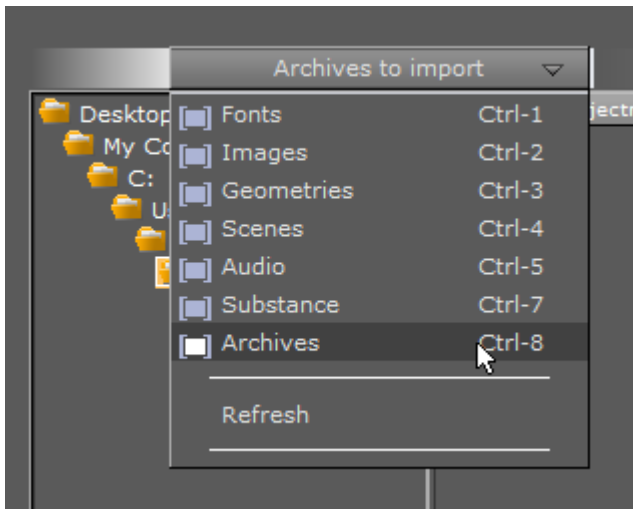 Archives to import
Desktop
Fonts Ctrl-1
My
Images Ctrl-2
C:
Geometries Ctrl-3
Scenes Ctrl-4
Audio Ctrl-5
Substance Ctrl-7
Archives Ctrl-8
Refresh